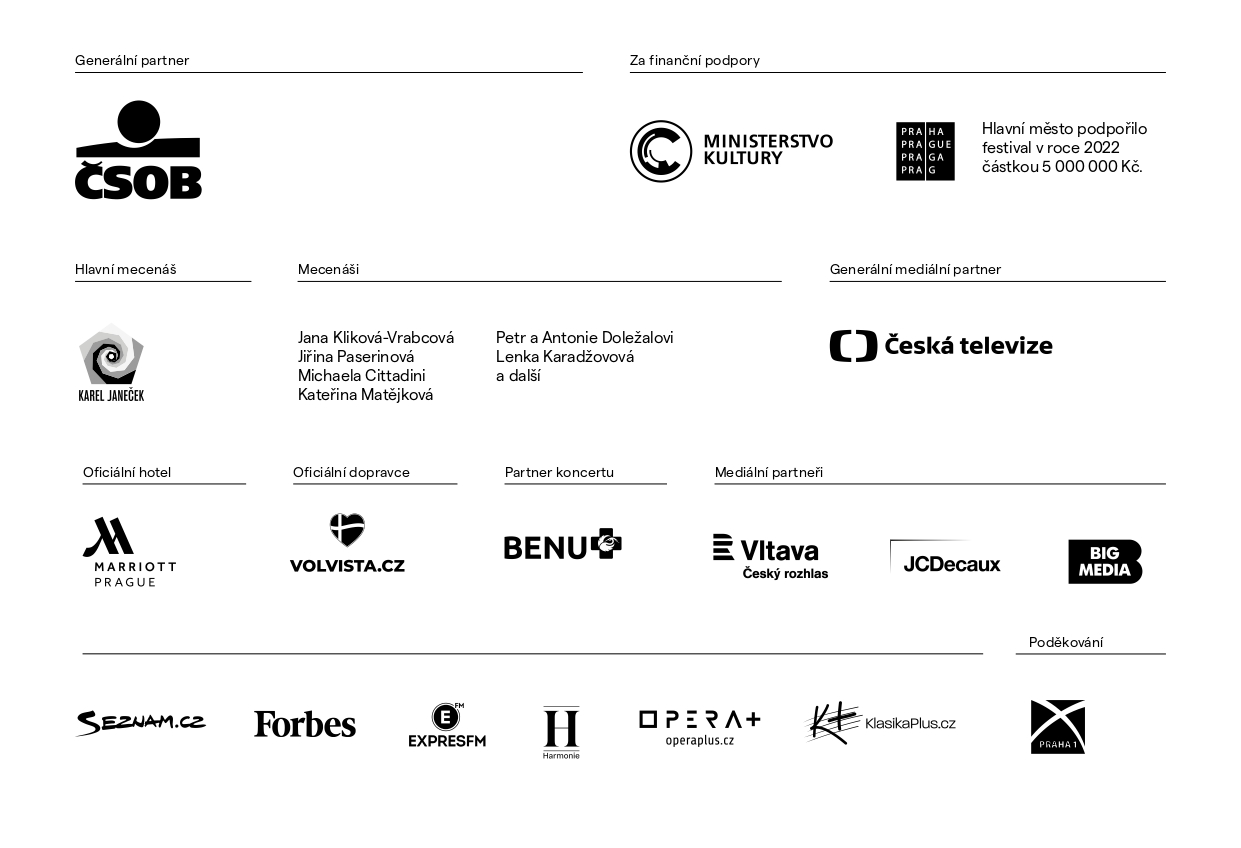 Generální partner
ČSOB
Za finanční podpory
MINISTERSTVO
KULTURY
PRA HA
PRA GUE
PRA GA
PRA G
Hlavní město podpořilo
festival v roce 2022
částkou 5 000 000 Kč.
Hlavní mecenáš
KAREL JANEČEK
Mecenáši
Jana Kliková-Vrabcová
Jiřina Paserinová
Michaela Cittadini
Kateřina Matějková
Petr a Antonie Doležalovi
Lenka Karadžovová
a další
Generální mediální partner
Česká televize
Oficiální hotel
MARRIOTT
PRAGUE
Oficiální dopravce
VOLVISTA.CZ
Partner koncertu
BENU
Mediální partneři
Vltava
Český rozhlas
JCDecaux
BIG
MEDIA
SEZNAM.CZ
Forbes
E FM
EXPRESFM
H
Harmonie
OPERA+
operaplus.cz
K+ KlasikaPlus.cz
Poděkování
PRAHA 1